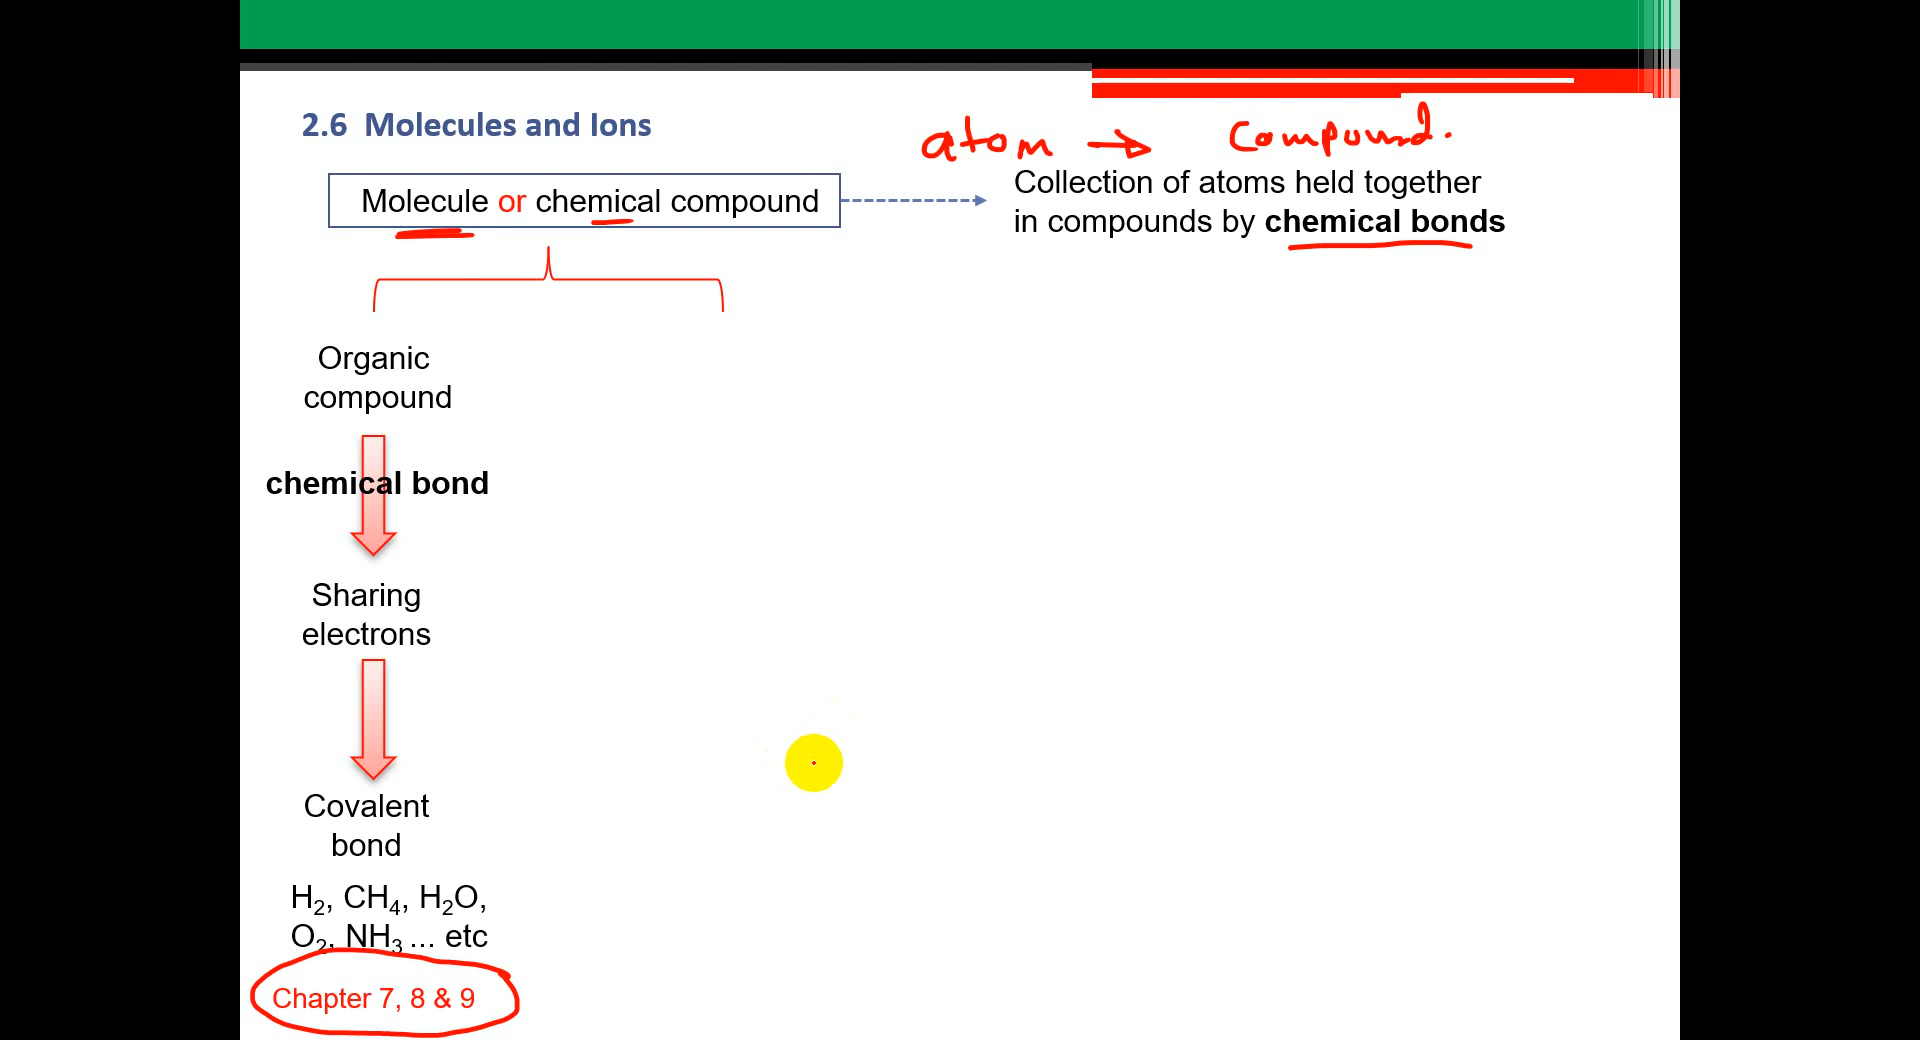 2.6 Molecules and Ions
atom → Compound.
Molecule or chemical compound
Collection of atoms held together
in compounds by chemical bonds
Organic
compound
chemical bond
Sharing
electrons
Covalent
bond
H₂, CH₄, H₂O,
O₂, NH₃ ... etc
Chapter 7, 8 & 9